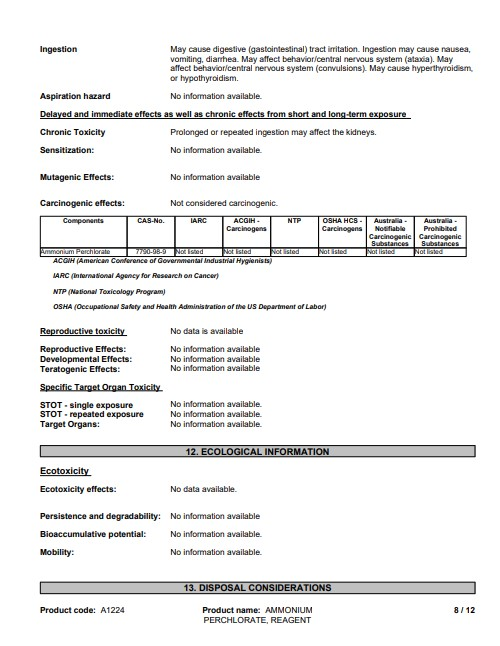 Ingestion May cause digestive (gastointestinal) tract irritation. Ingestion may cause nausea,
vomiting, diarrhea. May affect behavior/central nervous system (ataxia). May
affect behavior/central nervous system (convulsions). May cause hyperthyroidism,
or hypothyroidism.
Aspiration hazard No information available.
Delayed and immediate effects as well as chronic effects from short and long-term exposure
Chronic Toxicity Prolonged or repeated ingestion may affect the kidneys.
Sensitization: No information available.
Mutagenic Effects: No information available
Carcinogenic effects: Not considered carcinogenic.
Components CAS-No. IARC ACGIH - Carcinogens NTP OSHA HCS - Carcinogens Australia - Notifiable Carcinogenic Substances Australia - Prohibited Carcinogenic Substances
Ammonium Perchlorate 7790-98-9 Not listed Not listed Not listed Not listed Not listed Not listed
ACGIH (American Conference of Governmental Industrial Hygienists)
IARC (International Agency for Research on Cancer)
NTP (National Toxicology Program)
OSHA (Occupational Safety and Health Administration of the US Department of Labor)
Reproductive toxicity No data is available
Reproductive Effects: No information available
Developmental Effects: No information available
Teratogenic Effects: No information available
Specific Target Organ Toxicity
STOT - single exposure No information available.
STOT - repeated exposure No information available.
Target Organs: No information available.
12. ECOLOGICAL INFORMATION
Ecotoxicity
Ecotoxicity effects: No data available.
Persistence and degradability: No information available
Bioaccumulative potential: No information available.
Mobility: No information available.
13. DISPOSAL CONSIDERATIONS
Product code: A1224 Product name: AMMONIUM 8 / 12
PERCHLORATE, REAGENT